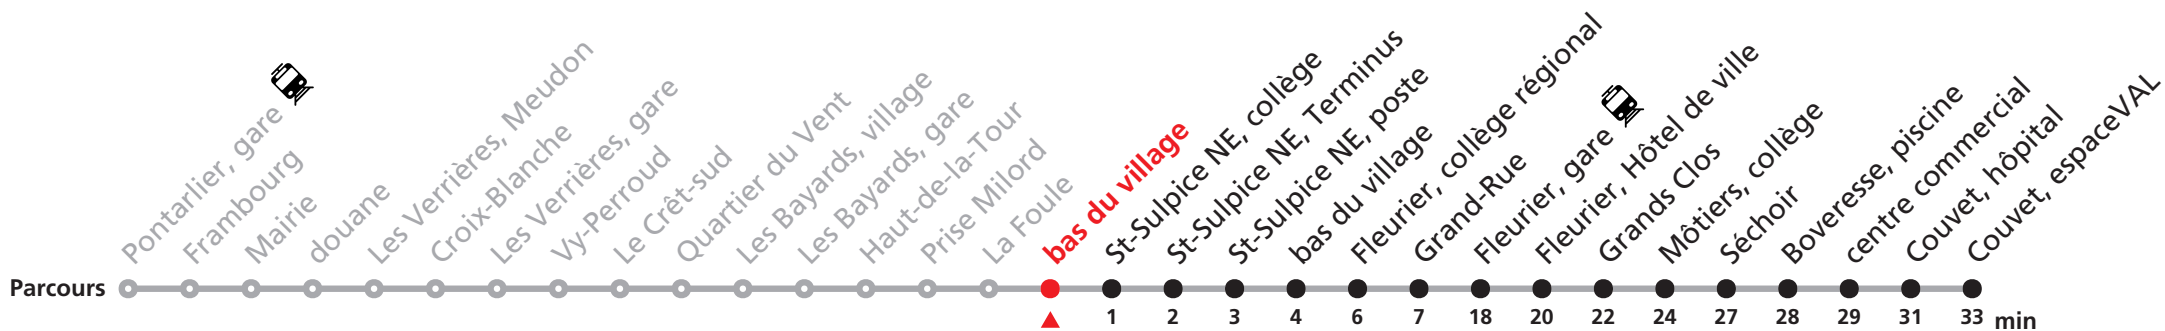 Pontarlier, gare
Frambourg
Mairie
douane
Les Verrières, Meudon
Croix-Blanche
Les Verrières, gare
Vy-Perroud
Le Crêt-sud
Quartier du Vent
Les Bayards, village
Les Bayards, gare
Haut-de-la-Tour
Prise Milord
La Foule
bas du village
St-Sulpice NE, collège
St-Sulpice NE, Terminus
St-Sulpice NE, poste
bas du village
Fleurier, collège régional
Grand-Rue
Fleurier, gare
Fleurier, Hôtel de ville
Grands Clos
Môtiers, collège
Séchoir
Boveresse, piscine
centre commercial
Couvet, hôpital
Couvet, espaceVAL
Parcours
1 2 3 4 6 7 18 20 22 24 27 28 29 31 33 min